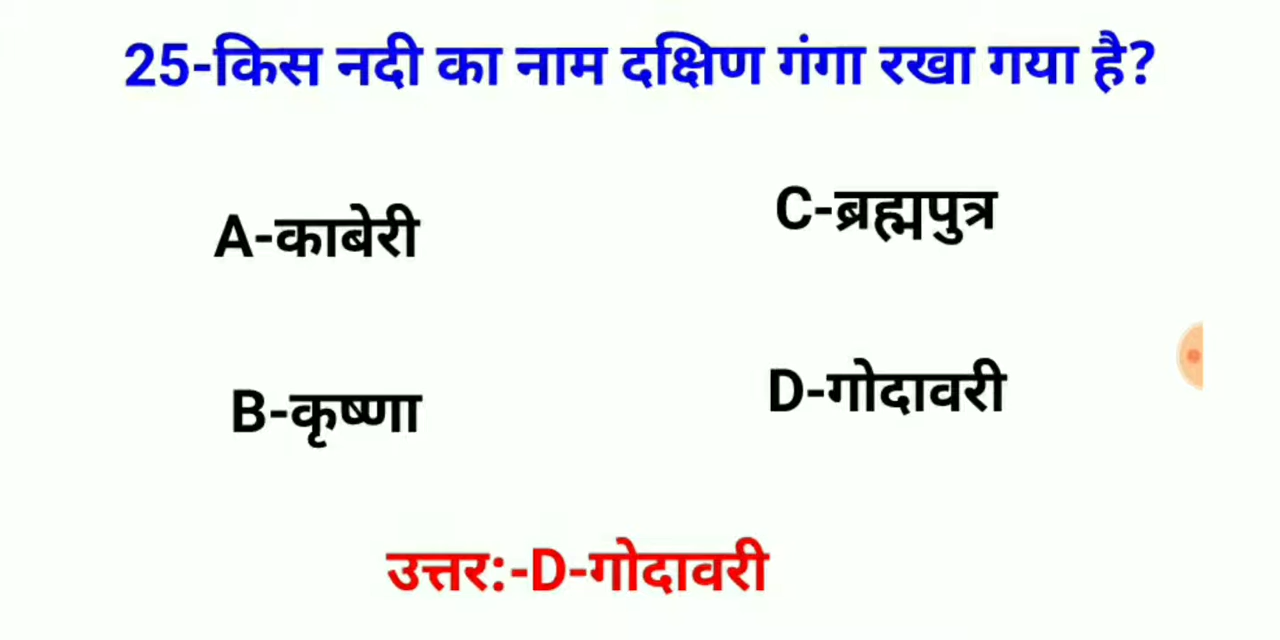 25-किस नदी का नाम दक्षिण गंगा रखा गया है?
A-काबेरी
C-ब्रह्मपुत्र
B-कृष्णा
D-गोदावरी
उत्तर:-D-गोदावरी